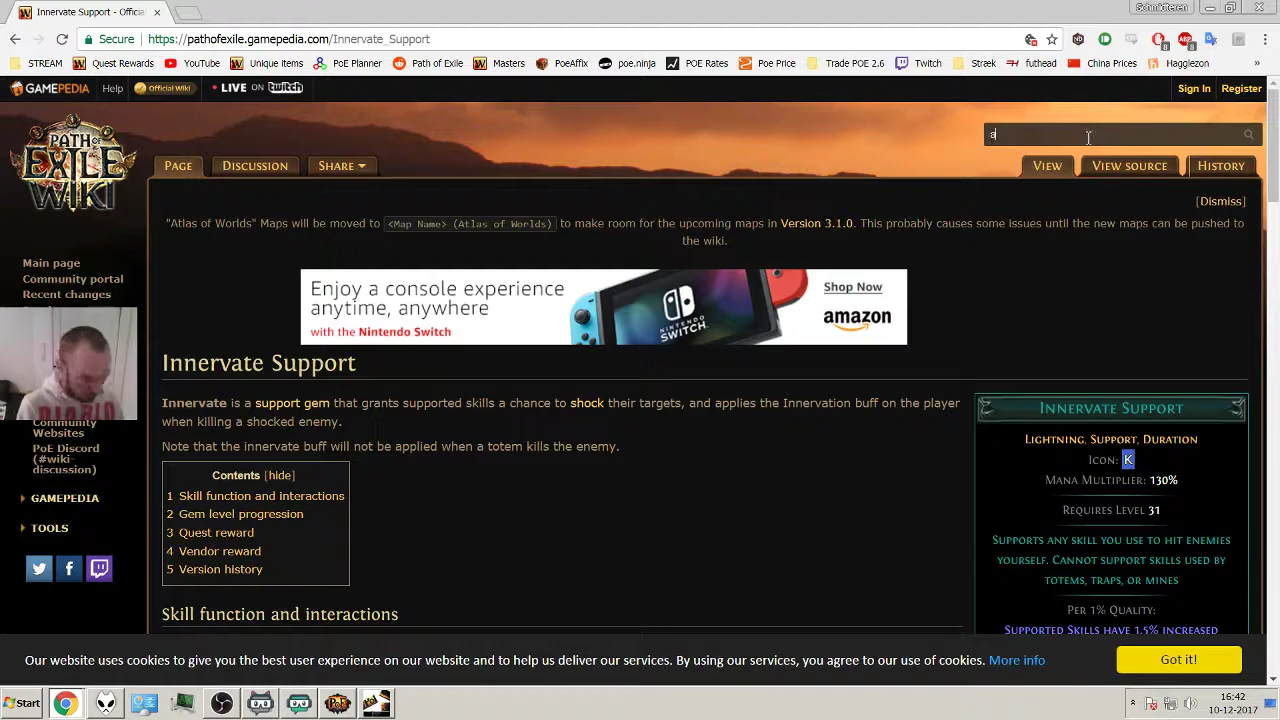 Innervate Support - Offici
Schnibieren
Secure
https://pathofexile.gamepedia.com/Innervate_Support
STREAM
Quest Rewards
YouTube
Unique Items
PoE Planner
Path of Exile
Masters
PoeAffix
poe.ninja
POE Rates
Poe Price
Trade POE 2.6
Twitch
Streek
futhead
China Prices
Hagglezon
»
GAMEPEDIA
Help
Official Wiki
LIVE ON twitch
Sign In
Register
PATH OF EXILE WIKI
a
PAGE
DISCUSSION
SHARE
VIEW
VIEW SOURCE
HISTORY
[Dismiss]
"Atlas of Worlds" Maps will be moved to <Map Name> (Atlas of Worlds) to make room for the upcoming maps in Version 3.1.0. This probably causes some issues until the new maps can be pushed to
the wiki.
Main page
Community portal
Recent changes
Enjoy a console experience
anytime, anywhere
with the Nintendo Switch
NINTENDO
SWITCH
Shop Now
amazon
Innervate Support
Innervate is a support gem that grants supported skills a chance to shock their targets, and applies the Innervation buff on the player
when killing a shocked enemy.
Note that the innervate buff will not be applied when a totem kills the enemy.
DIABLO
Community
Websites
PoE Discord
(#wiki-
discussion)
GAMEPEDIA
TOOLS
Contents [hide]
1 Skill function and interactions
2 Gem level progression
3 Quest reward
4 Vendor reward
5 Version history
Skill function and interactions
INNERVATE SUPPORT
LIGHTNING, SUPPORT, DURATION
ICON: K
MANA MULTIPLIER: 130%
REQUIRES LEVEL 31
SUPPORTS ANY SKILL YOU USE TO HIT ENEMIES
YOURSELF. CANNOT SUPPORT SKILLS USED BY
TOTEMS, TRAPS, OR MINES
PER 1% QUALITY:
SUPPORTED SKILLS HAVE 1.5% INCREASED
Our website uses cookies to give you the best user experience on our website and to help us deliver our services. By using our services, you agree to our use of cookies. More info
Got it!
Start
16:42
10-12-2017